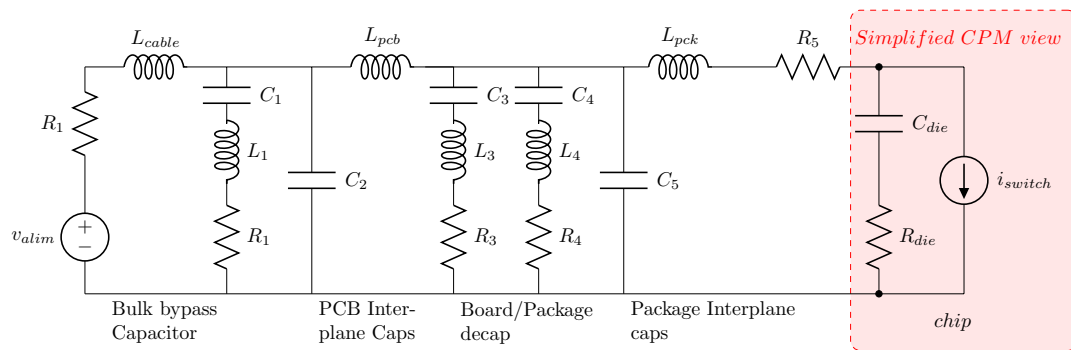 L_cable
L_pcb
L_pck
R_5
Simplified CPM view
R_1
C_1
C_3
C_4
C_die
L_1
L_3
L_4
C_2
C_5
i_switch
v_alim
+
−
R_1
R_3
R_4
R_die
Bulk bypass
Capacitor
PCB Inter-
plane Caps
Board/Package
decap
Package Interplane
caps
chip